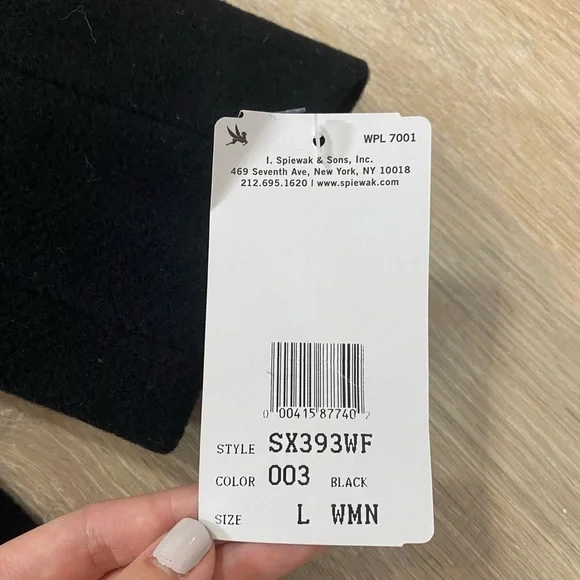 WPL 7001
I. Spiewak & Sons, Inc.
469 Seventh Ave, New York, NY 10018
212.695.1620 | www.spiewak.com
0 00415 87740 7
STYLE SX393WF
COLOR 003 BLACK
SIZE L WMN